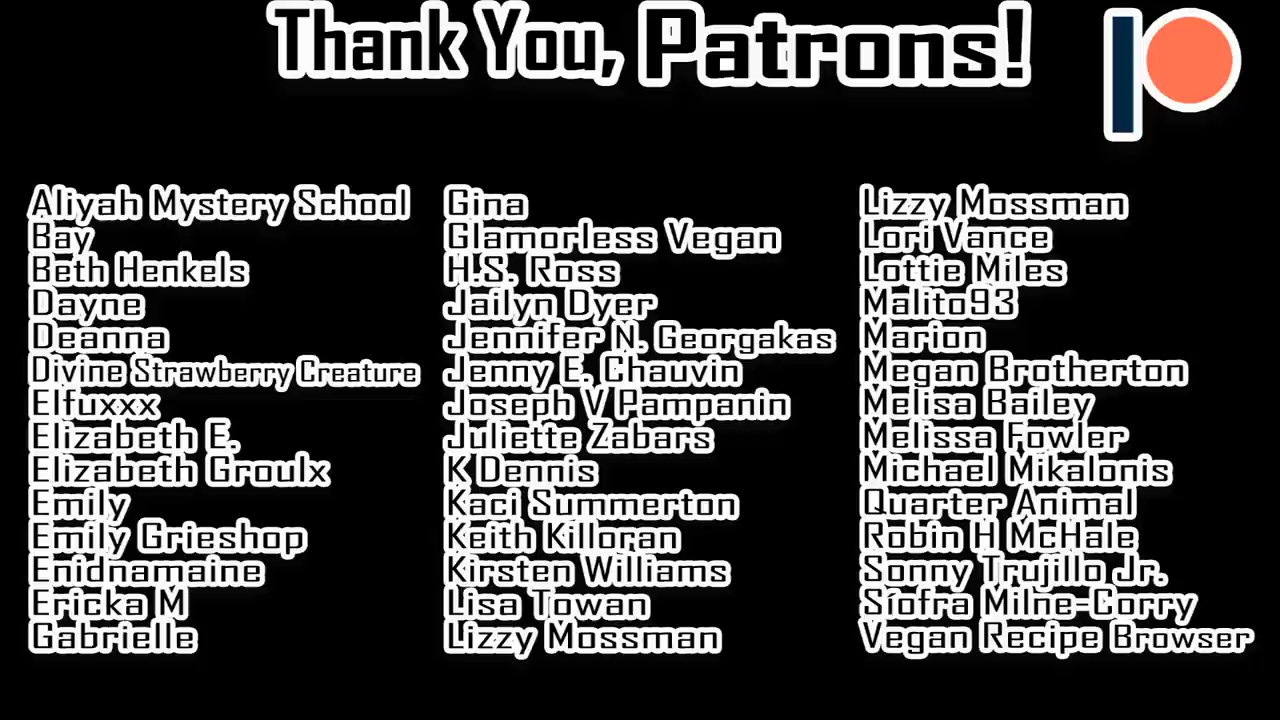 Thank You, Patrons!
Aliyah Mystery School
Bay
Beth Henkels
Dayne
Deanna
Divine Strawberry Creature
Elfuxxx
Elizabeth E.
Elizabeth Groulx
Emily
Emily Grieshop
Enidnamaine
Ericka M
Gabrielle
Gina
Glamorless Vegan
H.S. Ross
Jailyn Dyer
Jennifer N. Georgakas
Jenny E. Chauvin
Joseph V Pampanin
Juliette Zabars
K Dennis
Kaci Summerton
Keith Killoran
Kirsten Williams
Lisa Towan
Lizzy Mossman
Lizzy Mossman
Lori Vance
Lottie Miles
Malito93
Marion
Megan Brotherton
Melisa Bailey
Melissa Fowler
Michael Mikalonis
Quarter Animal
Robin H McHale
Sonny Trujillo Jr.
Síofra Milne-Corry
Vegan Recipe Browser